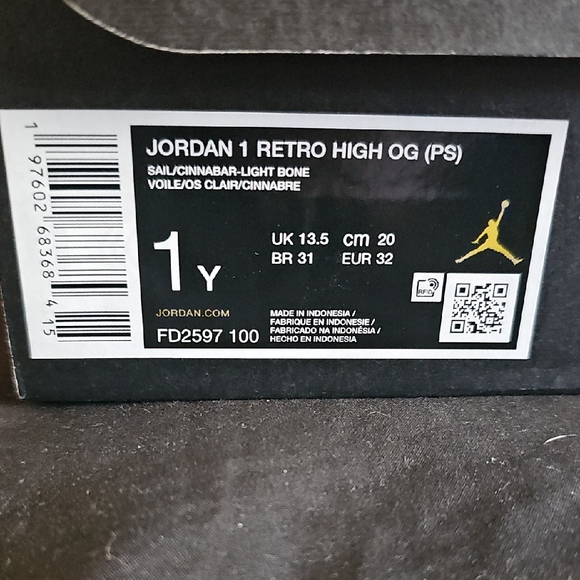 1 97602 68368 4 15
JORDAN 1 RETRO HIGH OG (PS)
SAIL/CINNABAR-LIGHT BONE
VOILE/OS CLAIR/CINNABRE
1Y
UK 13.5 cm 20
BR 31 EUR 32
RFID
JORDAN.COM
FD2597 100
MADE IN INDONESIA /
FABRIQUE EN INDONESIE /
FABRICADO NA INDONÉSIA /
HECHO EN INDONESIA